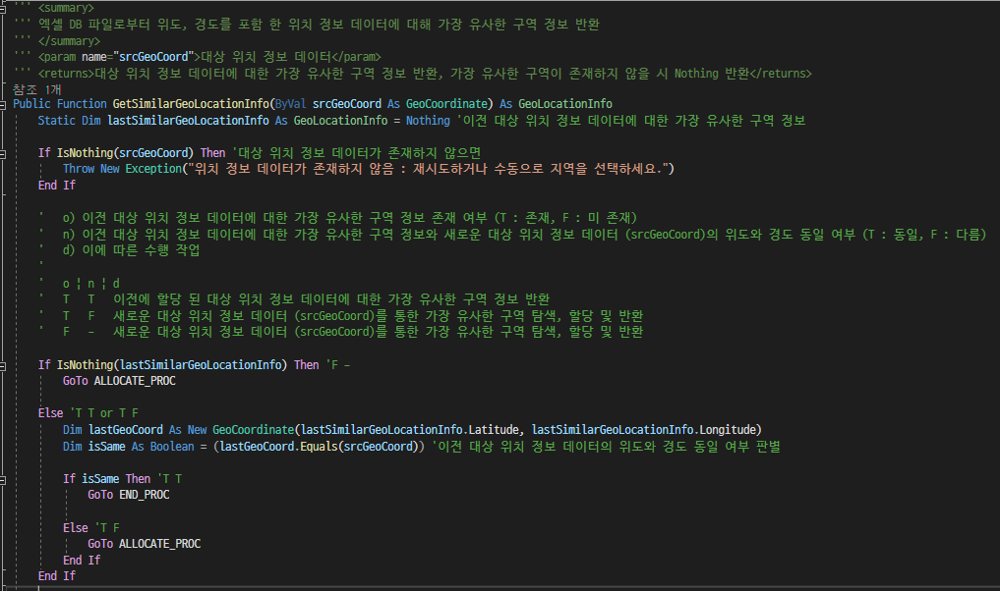 ''' <summary>
''' 엑셀 DB 파일로부터 위도, 경도를 포함 한 위치 정보 데이터에 대해 가장 유사한 구역 정보 반환
''' </summary>
''' <param name="srcGeoCoord">대상 위치 정보 데이터</param>
''' <returns>대상 위치 정보 데이터에 대한 가장 유사한 구역 정보 반환, 가장 유사한 구역이 존재하지 않을 시 Nothing 반환</returns>
참조 1개
Public Function GetSimilarGeoLocationInfo(ByVal srcGeoCoord As GeoCoordinate) As GeoLocationInfo
Static Dim lastSimilarGeoLocationInfo As GeoLocationInfo = Nothing '이전 대상 위치 정보 데이터에 대한 가장 유사한 구역 정보
If IsNothing(srcGeoCoord) Then '대상 위치 정보 데이터가 존재하지 않으면
Throw New Exception("위치 정보 데이터가 존재하지 않음 : 재시도하거나 수동으로 지역을 선택하세요.")
End If
' o) 이전 대상 위치 정보 데이터에 대한 가장 유사한 구역 정보 존재 여부 (T : 존재, F : 미 존재)
' n) 이전 대상 위치 정보 데이터에 대한 가장 유사한 구역 정보와 새로운 대상 위치 정보 데이터 (srcGeoCoord)의 위도와 경도 동일 여부 (T : 동일, F : 다름)
' d) 이에 따른 수행 작업
'
' o ¦ n ¦ d
' T T 이전에 할당 된 대상 위치 정보 데이터에 대한 가장 유사한 구역 정보 반환
' T F 새로운 대상 위치 정보 데이터 (srcGeoCoord)를 통한 가장 유사한 구역 탐색, 할당 및 반환
' F - 새로운 대상 위치 정보 데이터 (srcGeoCoord)를 통한 가장 유사한 구역 탐색, 할당 및 반환
If IsNothing(lastSimilarGeoLocationInfo) Then 'F -
GoTo ALLOCATE_PROC
Else 'T T or T F
Dim lastGeoCoord As New GeoCoordinate(lastSimilarGeoLocationInfo.Latitude, lastSimilarGeoLocationInfo.Longitude)
Dim isSame As Boolean = (lastGeoCoord.Equals(srcGeoCoord)) '이전 대상 위치 정보 데이터의 위도와 경도 동일 여부 판별
If isSame Then 'T T
GoTo END_PROC
Else 'T F
GoTo ALLOCATE_PROC
End If
End If